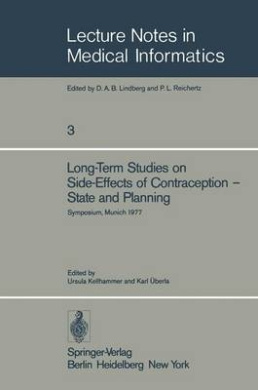 Lecture Notes in
Medical Informatics
Edited by D. A. B. Lindberg and P. L. Reichertz
3
Long-Term Studies on
Side-Effects of Contraception –
State and Planning
Symposium, Munich 1977
Edited by
Ursula Kellhammer and Karl Überla
Springer-Verlag
Berlin Heidelberg New York